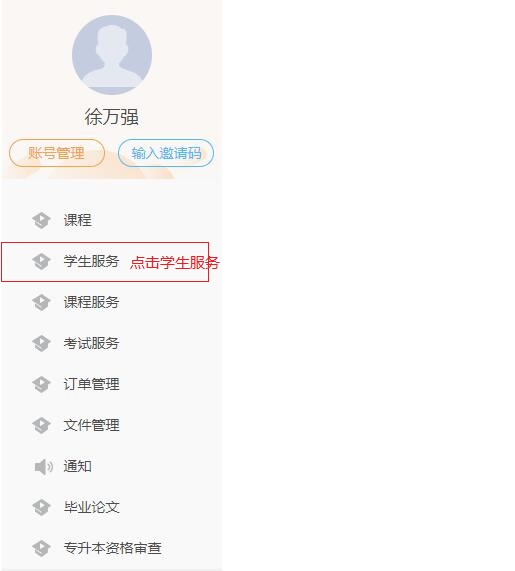 徐万强
账号管理 输入邀请码
课程
学生服务 点击学生服务
课程服务
考试服务
订单管理
文件管理
通知
毕业论文
专升本资格审查